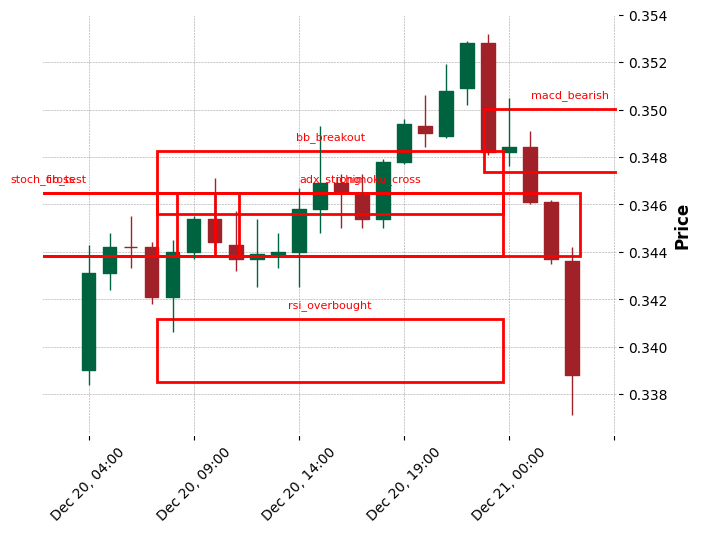 0.354
0.352
macd_bearish
0.350
bb_breakout
0.348
stoch_cross
fib_test
adx_strong
ichimoku_cross
0.346
0.344
0.342
rsi_overbought
0.340
0.338
Price
Dec 20, 04:00
Dec 20, 09:00
Dec 20, 14:00
Dec 20, 19:00
Dec 21, 00:00